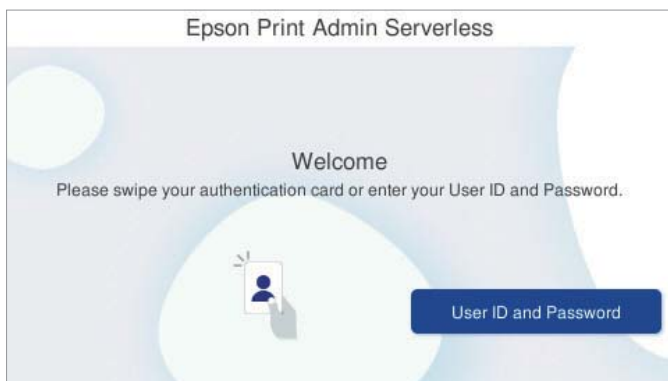 Epson Print Admin Serverless
Welcome
Please swipe your authentication card or enter your User ID and Password.
User ID and Password